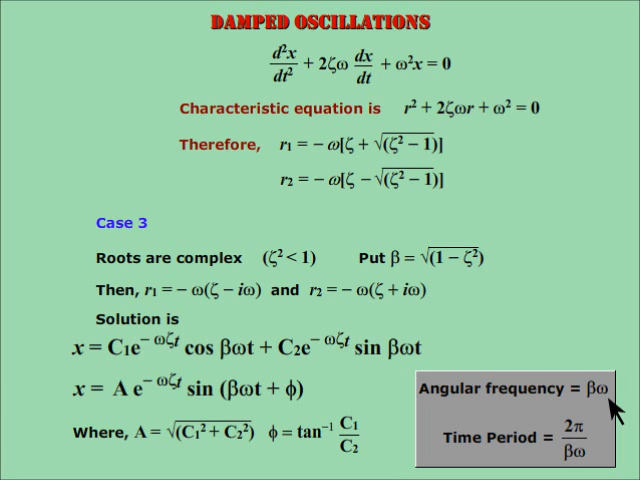 DAMPED OSCILLATIONS
d²x/dt² + 2ζω dx/dt + ω²x = 0
Characteristic equation is r² + 2ζωr + ω² = 0
Therefore, r₁ = − ω[ζ + √(ζ² − 1)]
r₂ = − ω[ζ − √(ζ² − 1)]
Case 3
Roots are complex (ζ² < 1) Put β = √(1 − ζ²)
Then, r₁ = − ω(ζ − iω) and r₂ = − ω(ζ + iω)
Solution is
x = C₁e^(− ωζt) cos βωt + C₂e^(− ωζt) sin βωt
x = A e^(− ωζt) sin (βωt + ϕ)
Where, A = √(C₁² + C₂²) ϕ = tan⁻¹ C₁/C₂
Angular frequency = βω
Time Period = 2π/βω